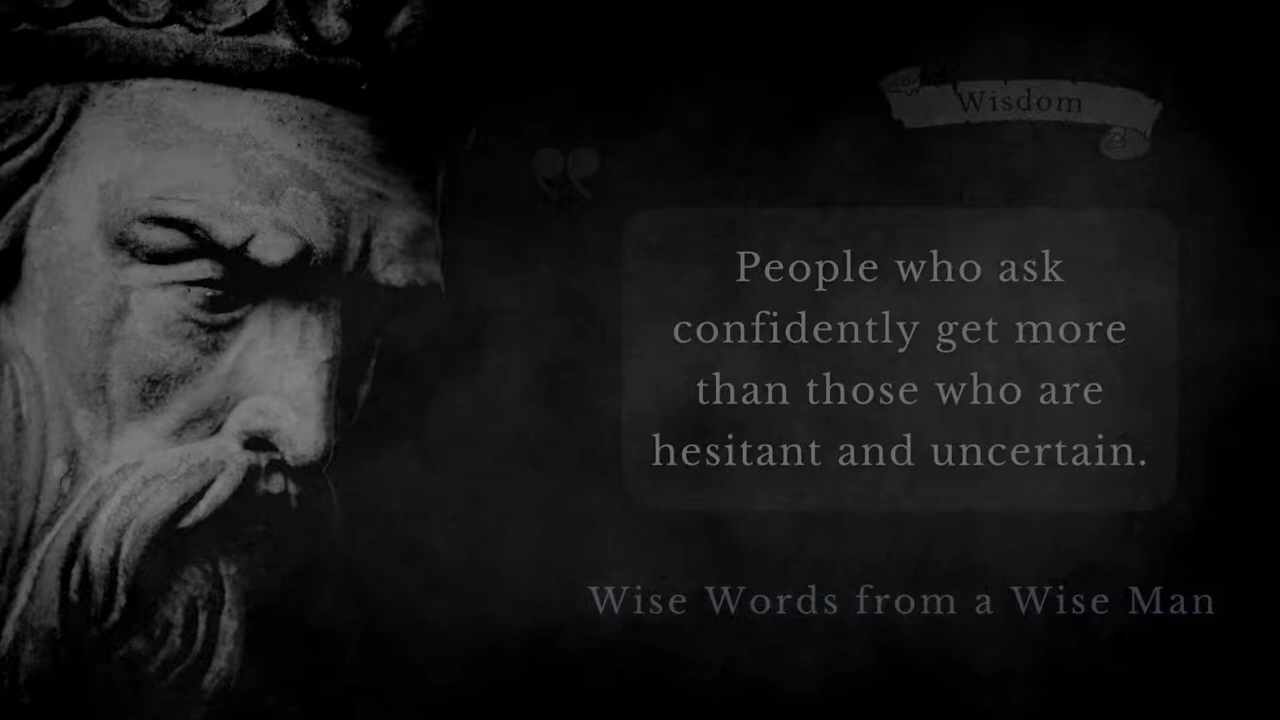 Wisdom
People who ask
confidently get more
than those who are
hesitant and uncertain.
Wise Words from a Wise Man